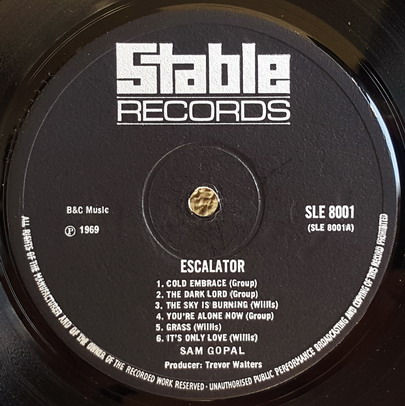 Stable
RECORDS
B&C Music
SLE 8001
Ⓟ 1969
(SLE 8001A)
ESCALATOR
1. COLD EMBRACE (Group)
2. THE DARK LORD (Group)
3. THE SKY IS BURNING (Willis)
4. YOU'RE ALONE NOW (Group)
5. GRASS (Willis)
6. IT'S ONLY LOVE (Willis)
SAM GOPAL
Producer: Trevor Walters
ALL RIGHTS OF THE MANUFACTURER AND OF THE OWNER OF THE RECORDED WORK RESERVED · UNAUTHORISED PUBLIC PERFORMANCE BROADCASTING AND COPYING OF THIS RECORD PROHIBITED